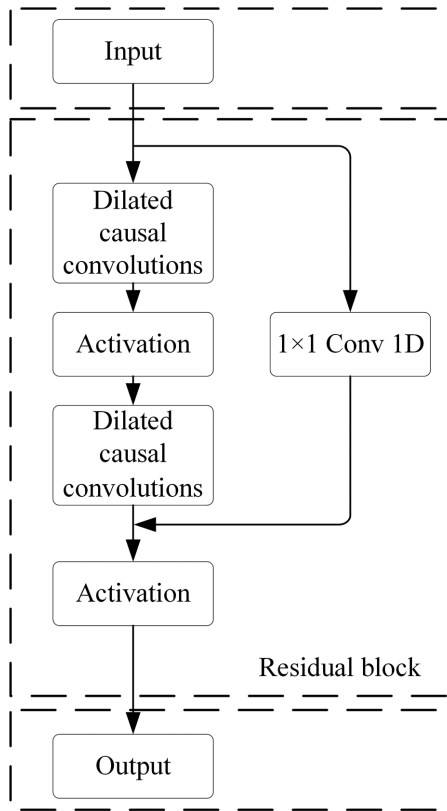 Input
Dilated
causal
convolutions
Activation
1×1 Conv 1D
Dilated
causal
convolutions
Activation
Residual block
Output